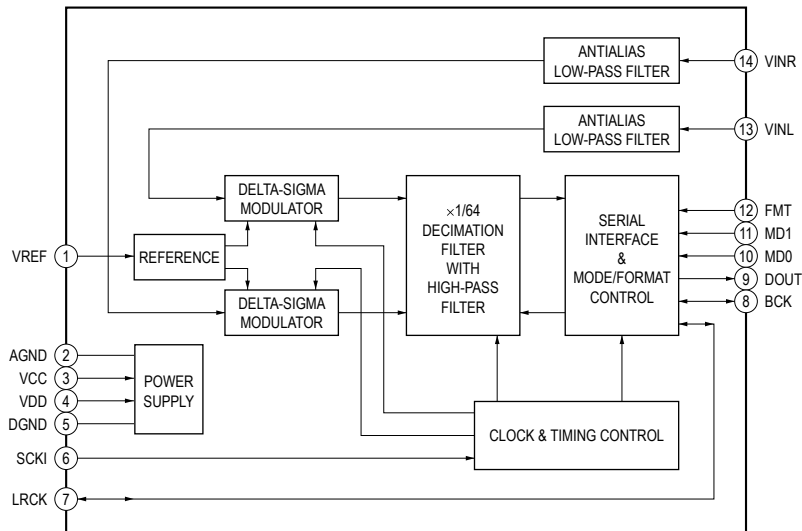 ANTIALIAS
LOW-PASS FILTER
14 VINR
ANTIALIAS
LOW-PASS FILTER
13 VINL
DELTA-SIGMA
MODULATOR
×1/64
DECIMATION
FILTER
WITH
HIGH-PASS
FILTER
SERIAL
INTERFACE
&
MODE/FORMAT
CONTROL
12 FMT
11 MD1
10 MD0
9 DOUT
8 BCK
VREF 1
REFERENCE
DELTA-SIGMA
MODULATOR
AGND 2
VCC 3
VDD 4
DGND 5
POWER
SUPPLY
CLOCK & TIMING CONTROL
SCKI 6
LRCK 7